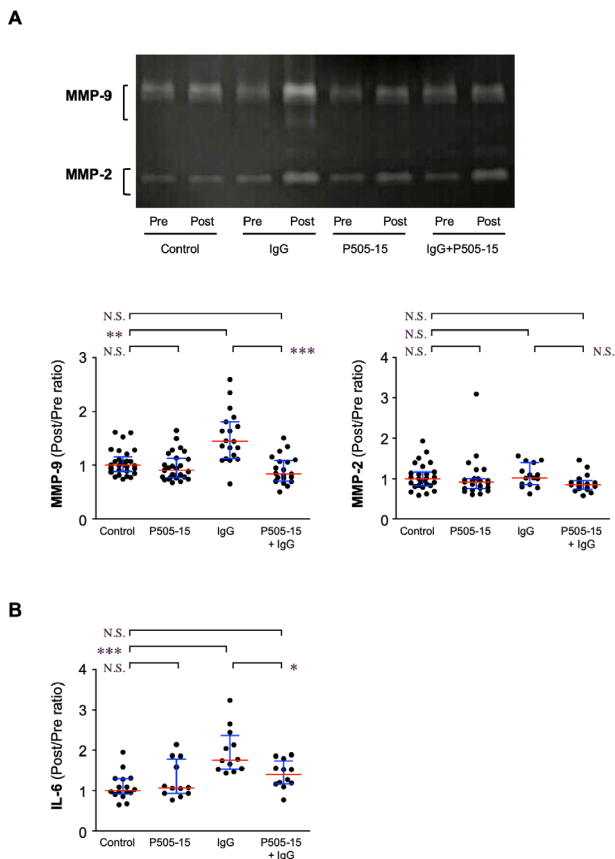 A
MMP-9
MMP-2
Pre Post Pre Post Pre Post Pre Post
Control IgG P505-15 IgG+P505-15
N.S.
**
N.S. ***
MMP-9 (Post/Pre ratio)
3
2
1
0
Control P505-15 IgG P505-15
+ IgG
N.S.
N.S.
N.S. N.S.
MMP-2 (Post/Pre ratio)
4
3
2
1
0
Control P505-15 IgG P505-15
+ IgG
B
N.S.
***
N.S. *
IL-6 (Post/Pre ratio)
4
3
2
1
0
Control P505-15 IgG P505-15
+ IgG